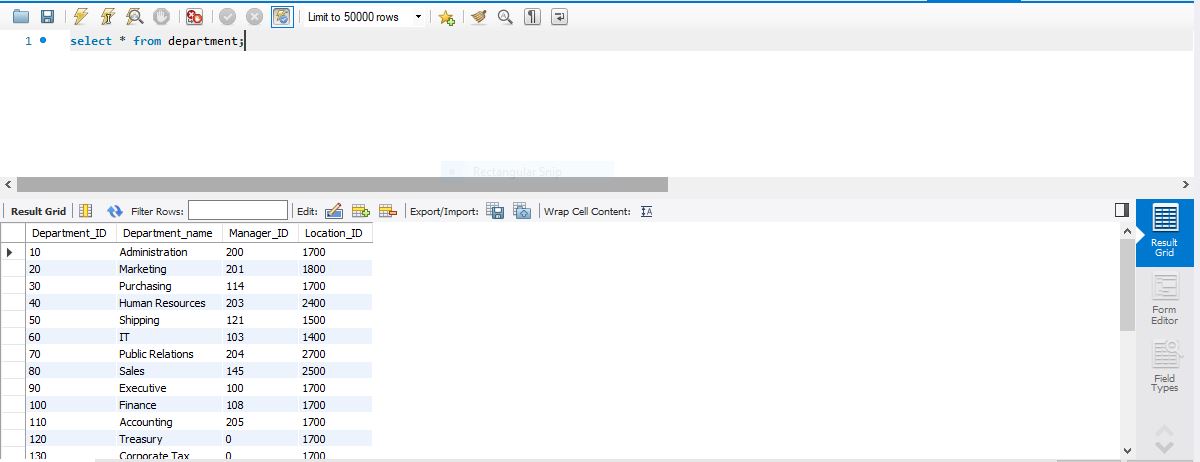 Limit to 50000 rows
1 select * from department;
Rectangular Snip
Result Grid Filter Rows: Edit: Export/Import: Wrap Cell Content: IA
Department_ID Department_name Manager_ID Location_ID
10 Administration 200 1700
20 Marketing 201 1800
30 Purchasing 114 1700
40 Human Resources 203 2400
50 Shipping 121 1500
60 IT 103 1400
70 Public Relations 204 2700
80 Sales 145 2500
90 Executive 100 1700
100 Finance 108 1700
110 Accounting 205 1700
120 Treasury 0 1700
130 Corporate Tax 0 1700
Result
Grid
Form
Editor
Field
Types